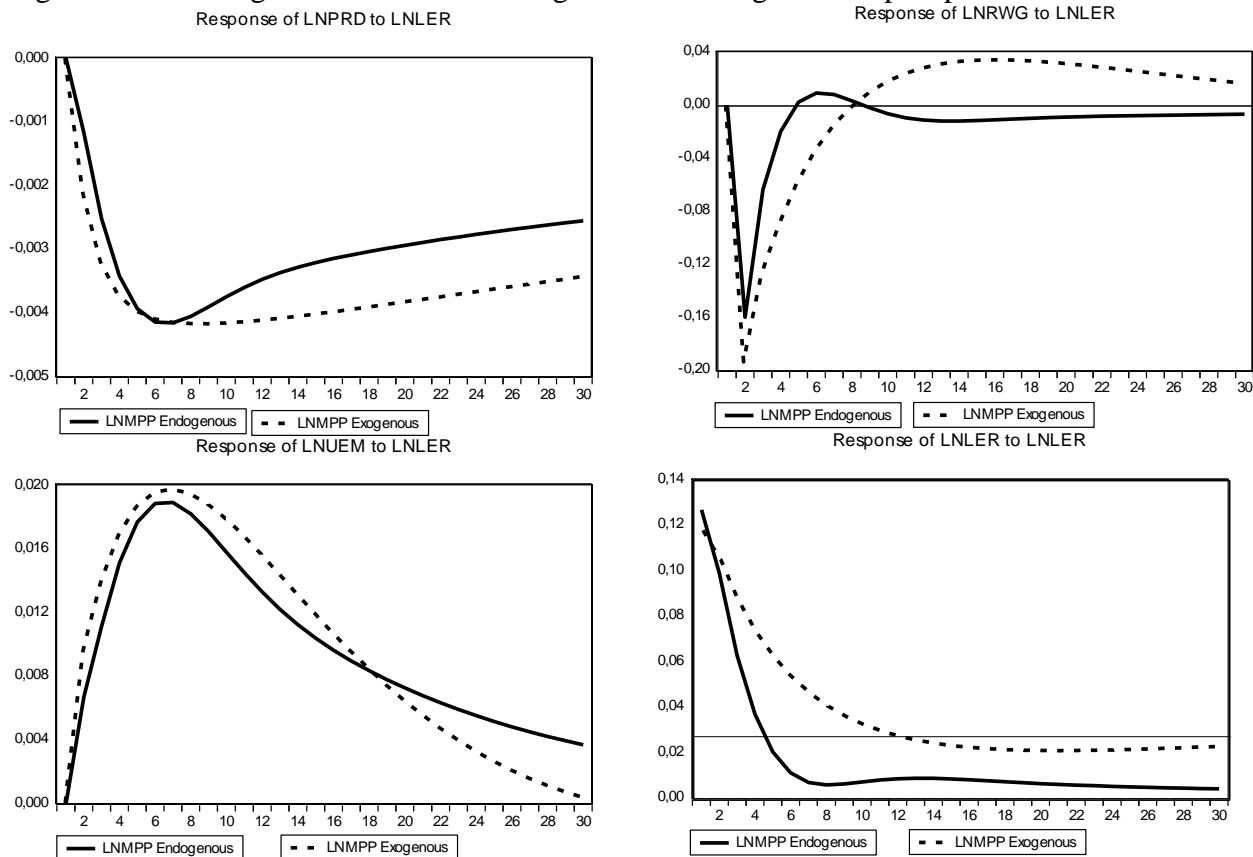 Response of LNPRD to LNLER
0,000
-0,001
-0,002
-0,003
-0,004
-0,005
2 4 6 8 10 12 14 16 18 20 22 24 26 28 30
LNMPP Endogenous LNMPP Exogenous
Response of LNRWG to LNLER
0,04
0,00
-0,04
-0,08
-0,12
-0,16
-0,20
2 4 6 8 10 12 14 16 18 20 22 24 26 28 30
LNMPP Endogenous LNMPP Exogenous
Response of LNUEM to LNLER
0,020
0,016
0,012
0,008
0,004
0,000
2 4 6 8 10 12 14 16 18 20 22 24 26 28 30
LNMPP Endogenous LNMPP Exogenous
Response of LNLER to LNLER
0,14
0,12
0,10
0,08
0,06
0,04
0,02
0,00
2 4 6 8 10 12 14 16 18 20 22 24 26 28 30
LNMPP Endogenous LNMPP Exogenous